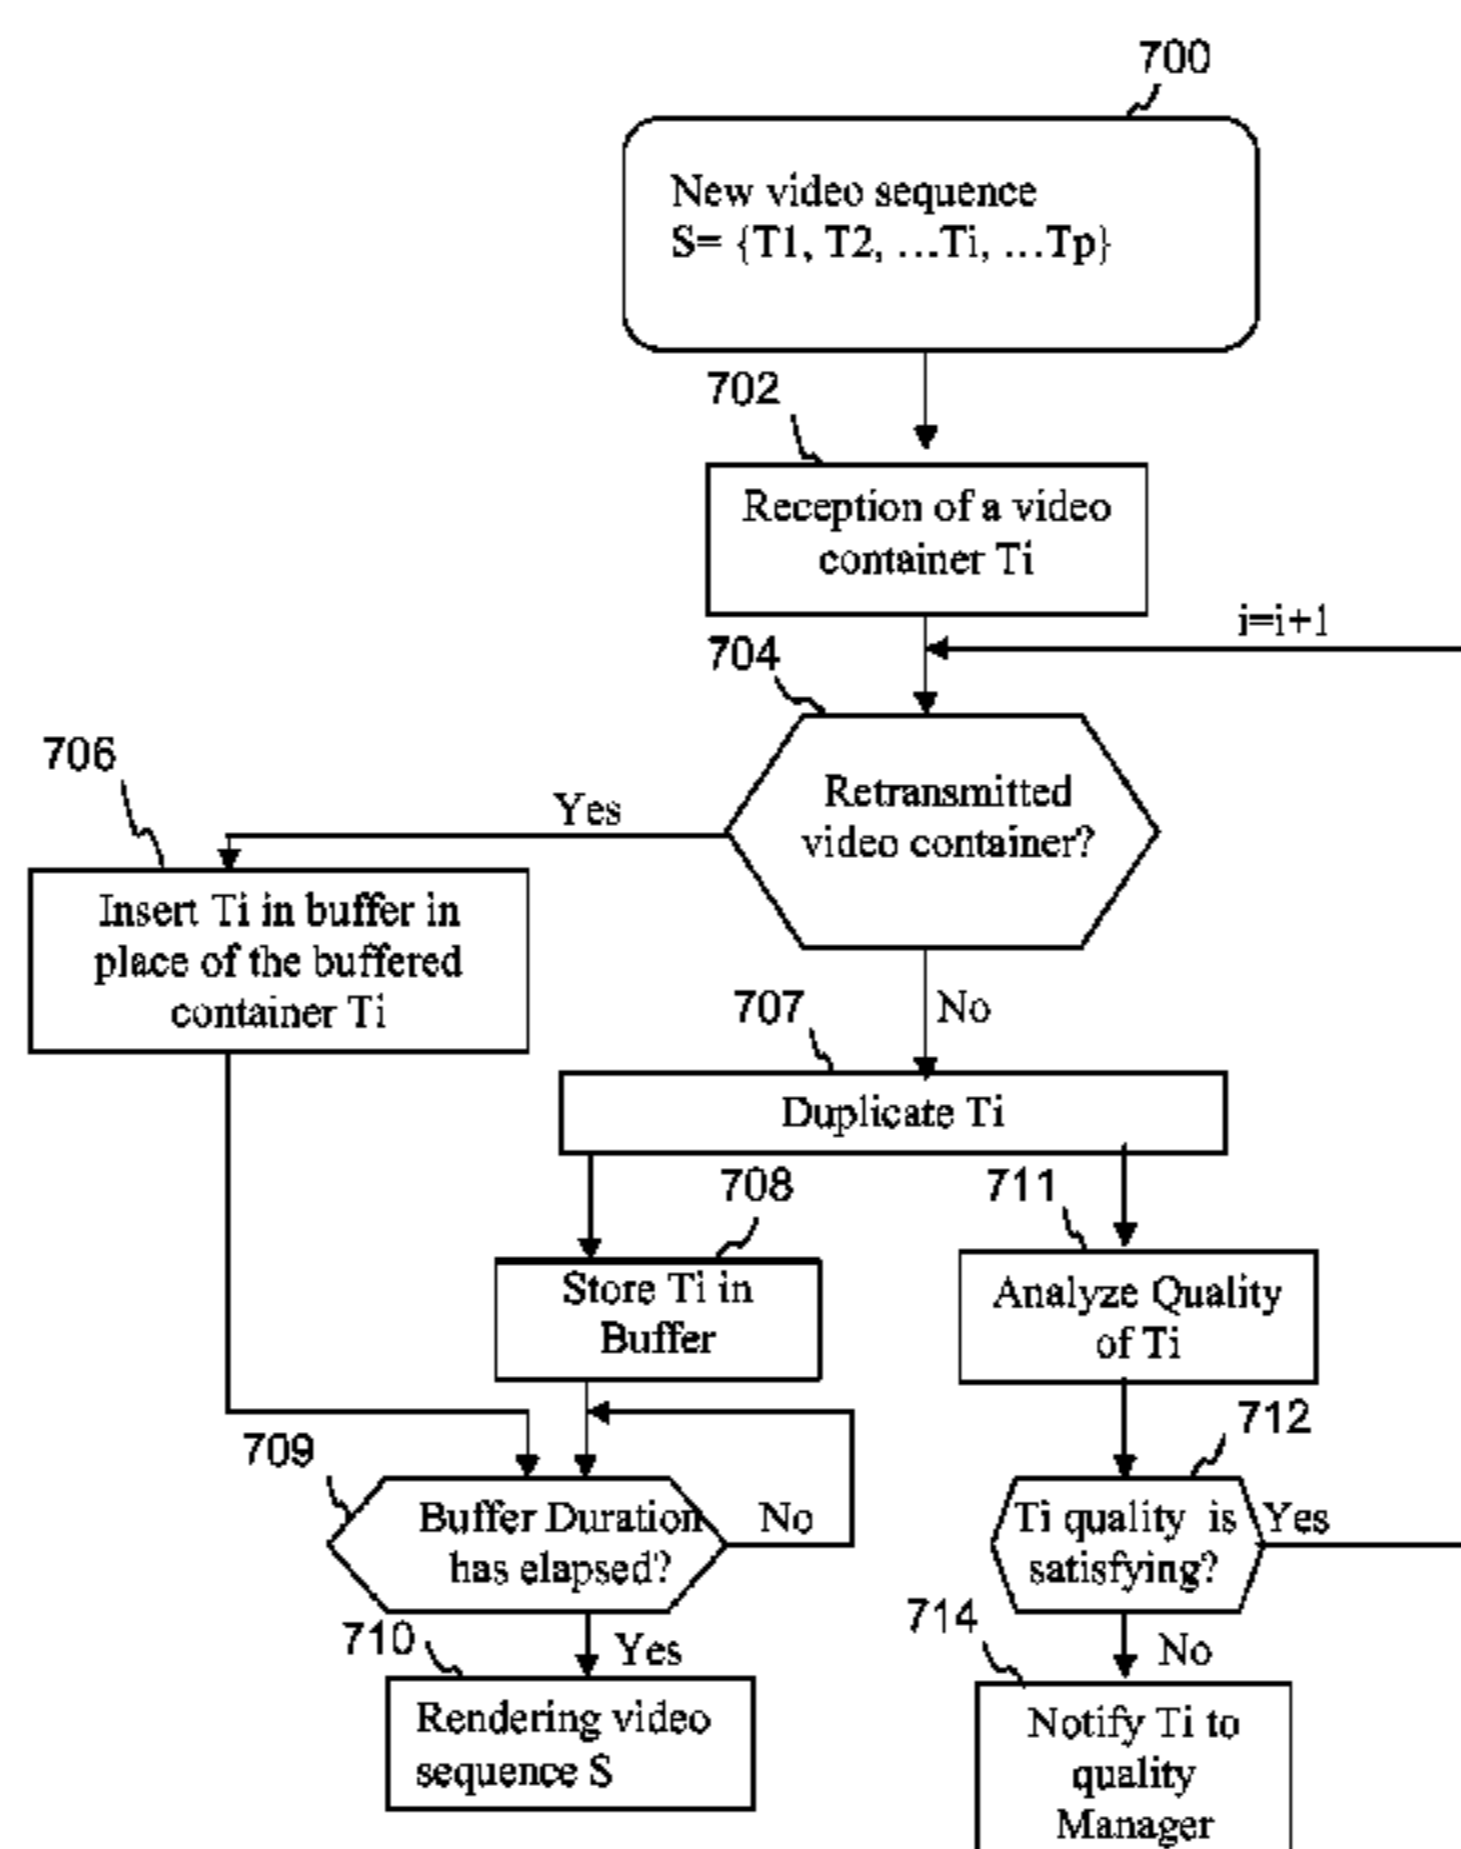 700
New video sequence
S= {T1, T2, ...Ti, ...Tp}
702
Reception of a video
container Ti
i=i+1
704
Retransmitted
video container?
706
Yes
Insert Ti in buffer in
place of the buffered
container Ti
No
707
Duplicate Ti
708
711
Store Ti in
Buffer
Analyze Quality
of Ti
709
712
Buffer Duration
has elapsed?
No
Ti quality is
satisfying?
Yes
710
Yes
714
No
Rendering video
sequence S
Notify Ti to
quality
Manager